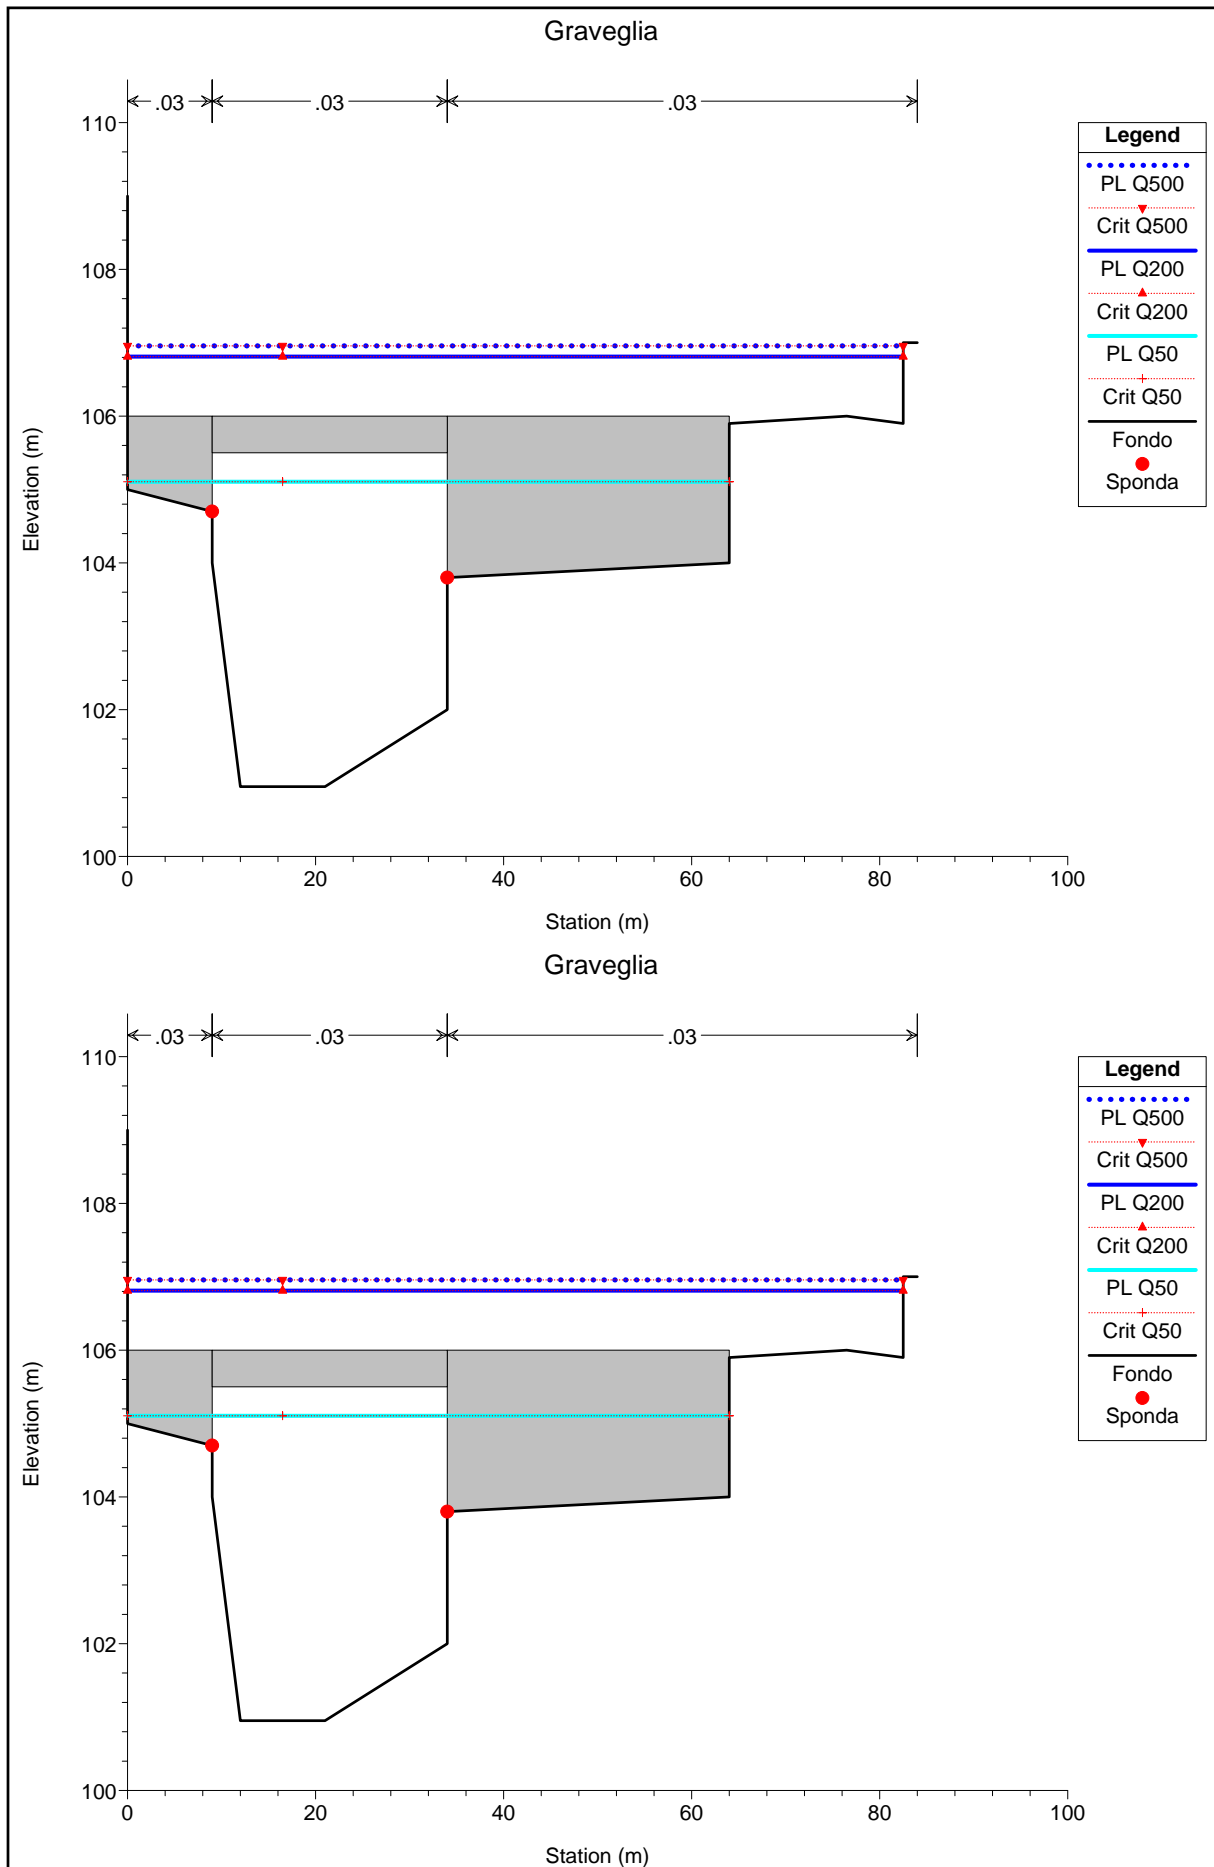 Graveglia
.03 .03 .03
110
108
106
104
102
100
Elevation (m)
0 20 40 60 80 100
Station (m)
Legend
PL Q500
Crit Q500
PL Q200
Crit Q200
PL Q50
Crit Q50
Fondo
Sponda
Graveglia
.03 .03 .03
110
108
106
104
102
100
Elevation (m)
0 20 40 60 80 100
Station (m)
Legend
PL Q500
Crit Q500
PL Q200
Crit Q200
PL Q50
Crit Q50
Fondo
Sponda